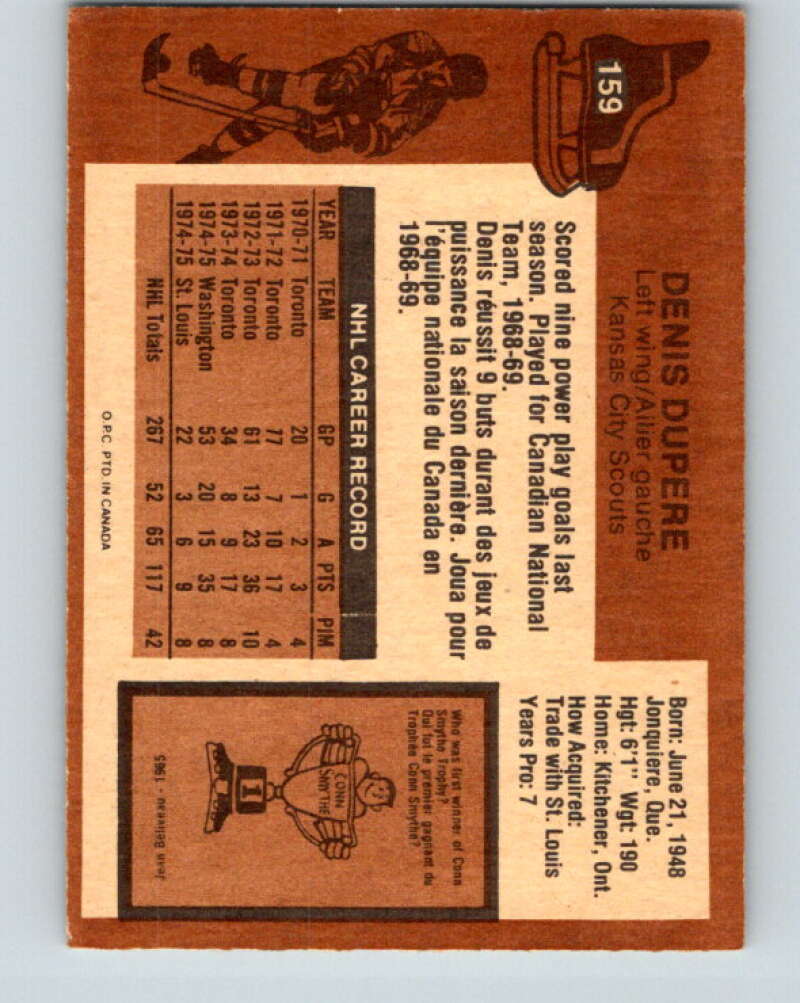 159
DENIS DUPERE
Left wing/Ailier gauche
Kansas City Scouts
Born: June 21, 1948
Jonquiere, Que.
Hgt: 6'1" Wgt: 190
Home: Kitchener, Ont.
How Acquired:
Trade with St. Louis
Years Pro: 7
Scored nine power play goals last
season. Played for Canadian National
Team, 1968-69.
Denis réussit 9 buts durant des jeux de
puissance la saison dernière. Joua pour
l'équipe nationale du Canada en
1968-69.
NHL CAREER RECORD
YEAR TEAM GP G A PTS PIM
1970-71 Toronto 20 1 2 3 4
1971-72 Toronto 77 7 10 17 4
1972-73 Toronto 61 13 23 36 10
1973-74 Toronto 34 8 9 17 8
1974-75 Washington 53 20 15 35 8
1974-75 St. Louis 22 3 6 9 8
NHL Totals 267 52 65 117 42
O.P.C. PTD. IN CANADA
Who was first winner of Conn
Smythe Trophy?
Qui fut le premier gagnant du
Trophée Conn Smythe?
CONN
SMYTHE
1
Jean Beliveau - 1965